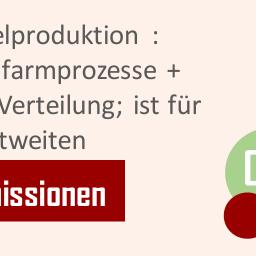 elproduktion :
farmprozesse +
Verteilung; ist für
tweiten
issionen